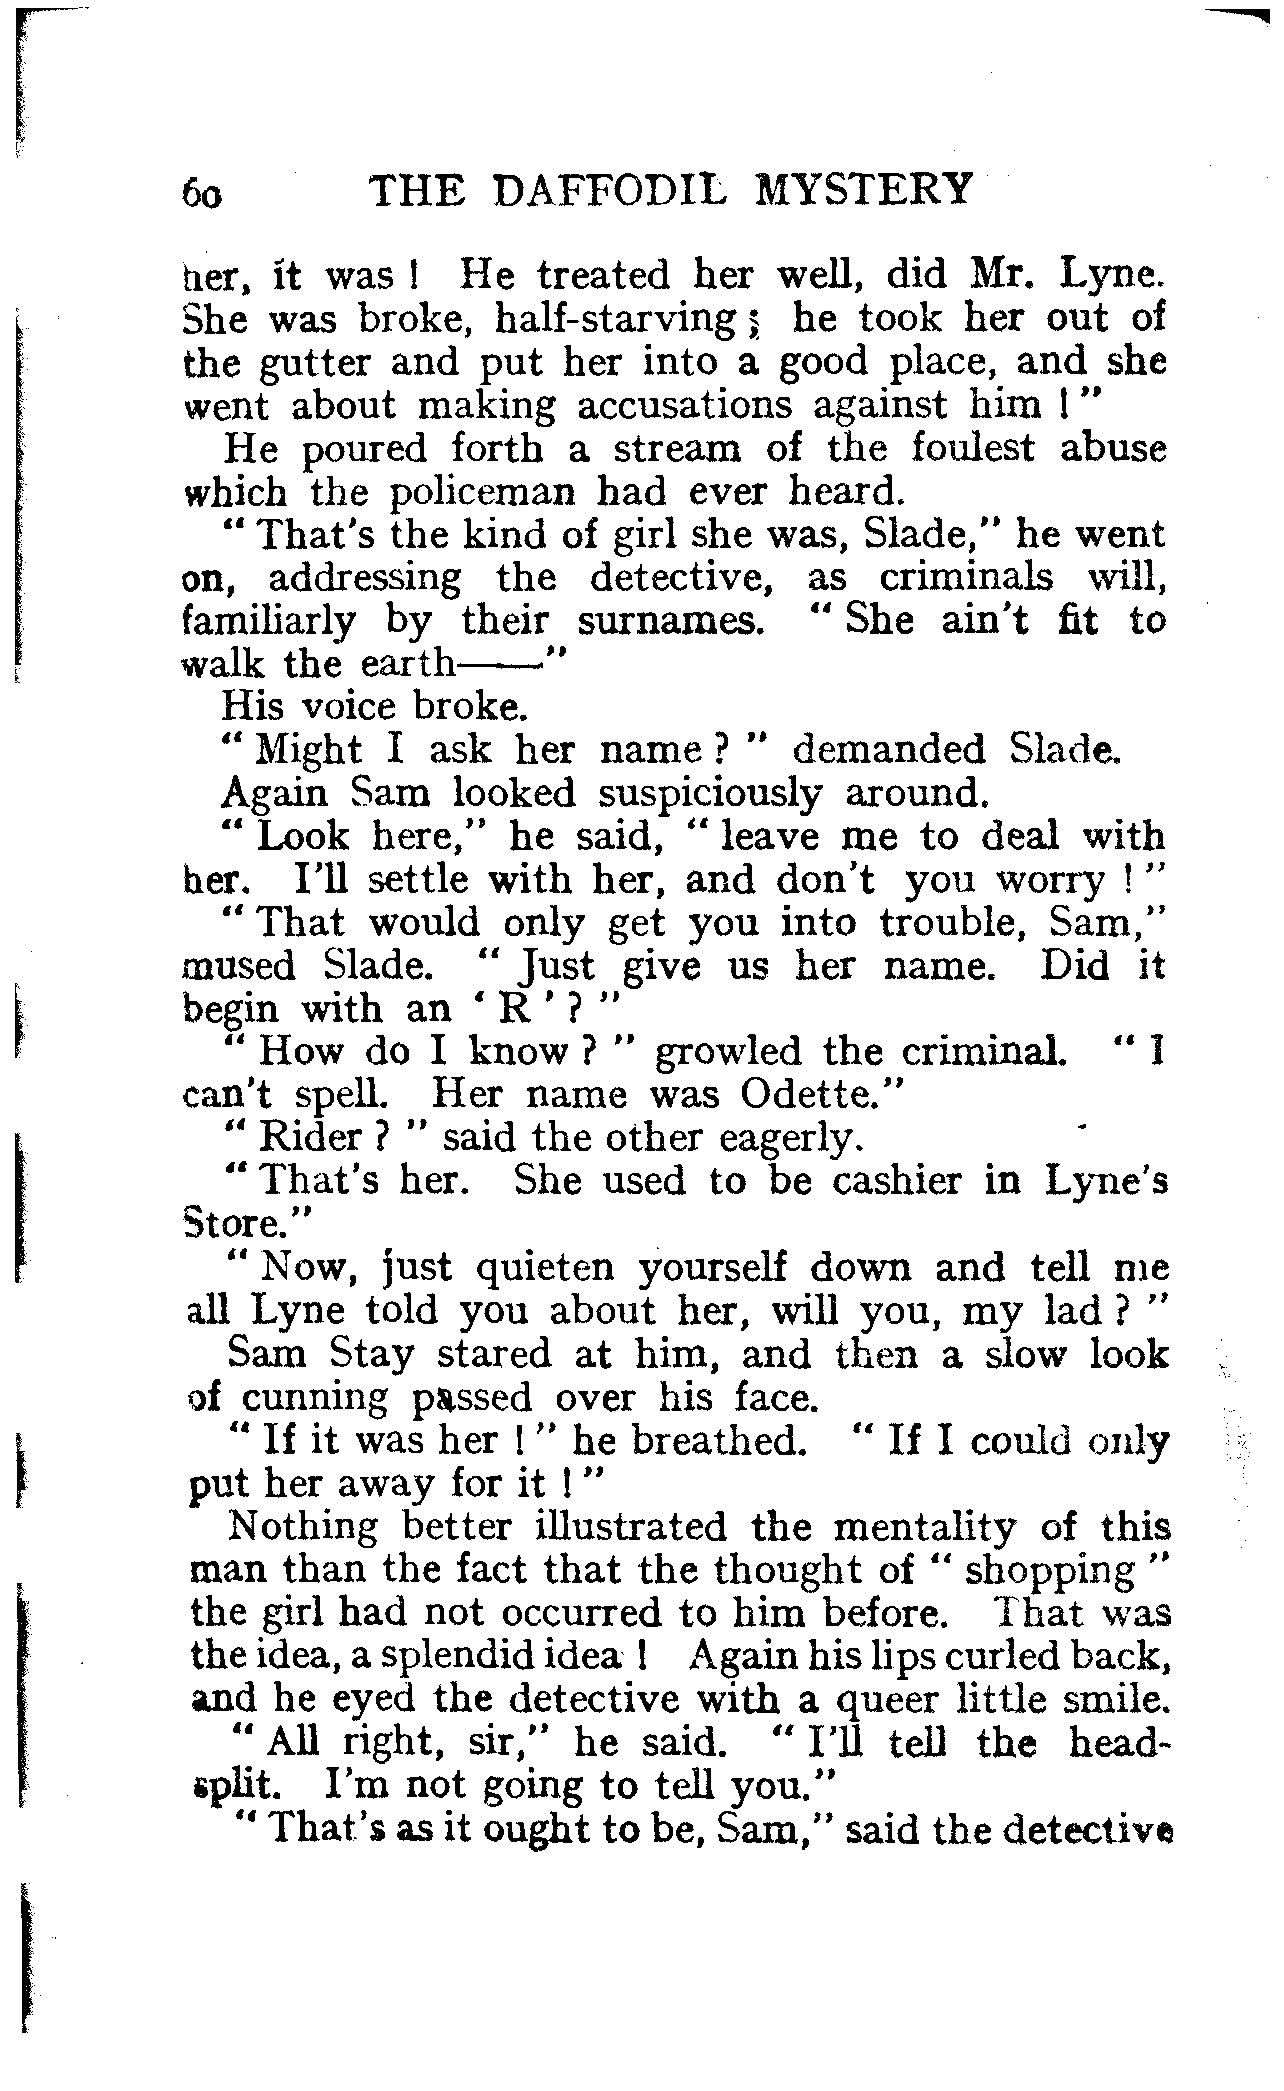 60 THE DAFFODIL MYSTERY
her, it was ! He treated her well, did Mr. Lyne.
She was broke, half-starving ; he took her out of
the gutter and put her into a good place, and she
went about making accusations against him ! "
He poured forth a stream of the foulest abuse
which the policeman had ever heard.
" That's the kind of girl she was, Slade," he went
on, addressing the detective, as criminals will,
familiarly by their surnames. " She ain't fit to
walk the earth——"
His voice broke.
" Might I ask her name ? " demanded Slade.
Again Sam looked suspiciously around.
" Look here," he said, " leave me to deal with
her. I'll settle with her, and don't you worry ! "
" That would only get you into trouble, Sam,"
mused Slade. " Just give us her name. Did it
begin with an ' R ' ? "
" How do I know ? " growled the criminal. " I
can't spell. Her name was Odette."
" Rider ? " said the other eagerly.
" That's her. She used to be cashier in Lyne's
Store."
" Now, just quieten yourself down and tell me
all Lyne told you about her, will you, my lad ? "
Sam Stay stared at him, and then a slow look
of cunning passed over his face.
" If it was her ! " he breathed. " If I could only
put her away for it ! "
Nothing better illustrated the mentality of this
man than the fact that the thought of " shopping "
the girl had not occurred to him before. That was
the idea, a splendid idea ! Again his lips curled back,
and he eyed the detective with a queer little smile.
" All right, sir," he said. " I'll tell the head-
split. I'm not going to tell you."
" That's as it ought to be, Sam," said the detective